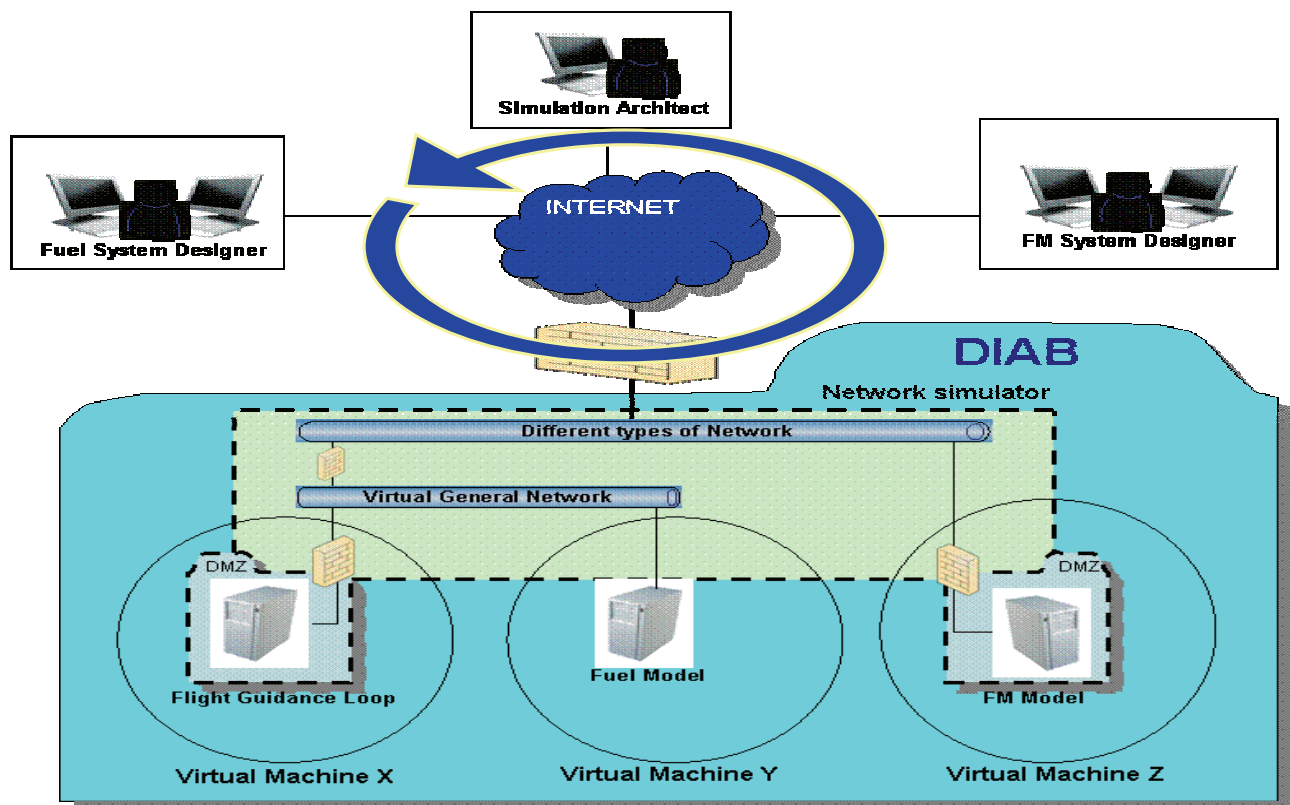 Simulation Architect
Fuel System Designer
INTERNET
FM System Designer
DIAB
Network simulator
Different types of Network
Virtual General Network
DMZ
DMZ
Fuel Model
Flight Guidance Loop
FM Model
Virtual Machine X
Virtual Machine Y
Virtual Machine Z